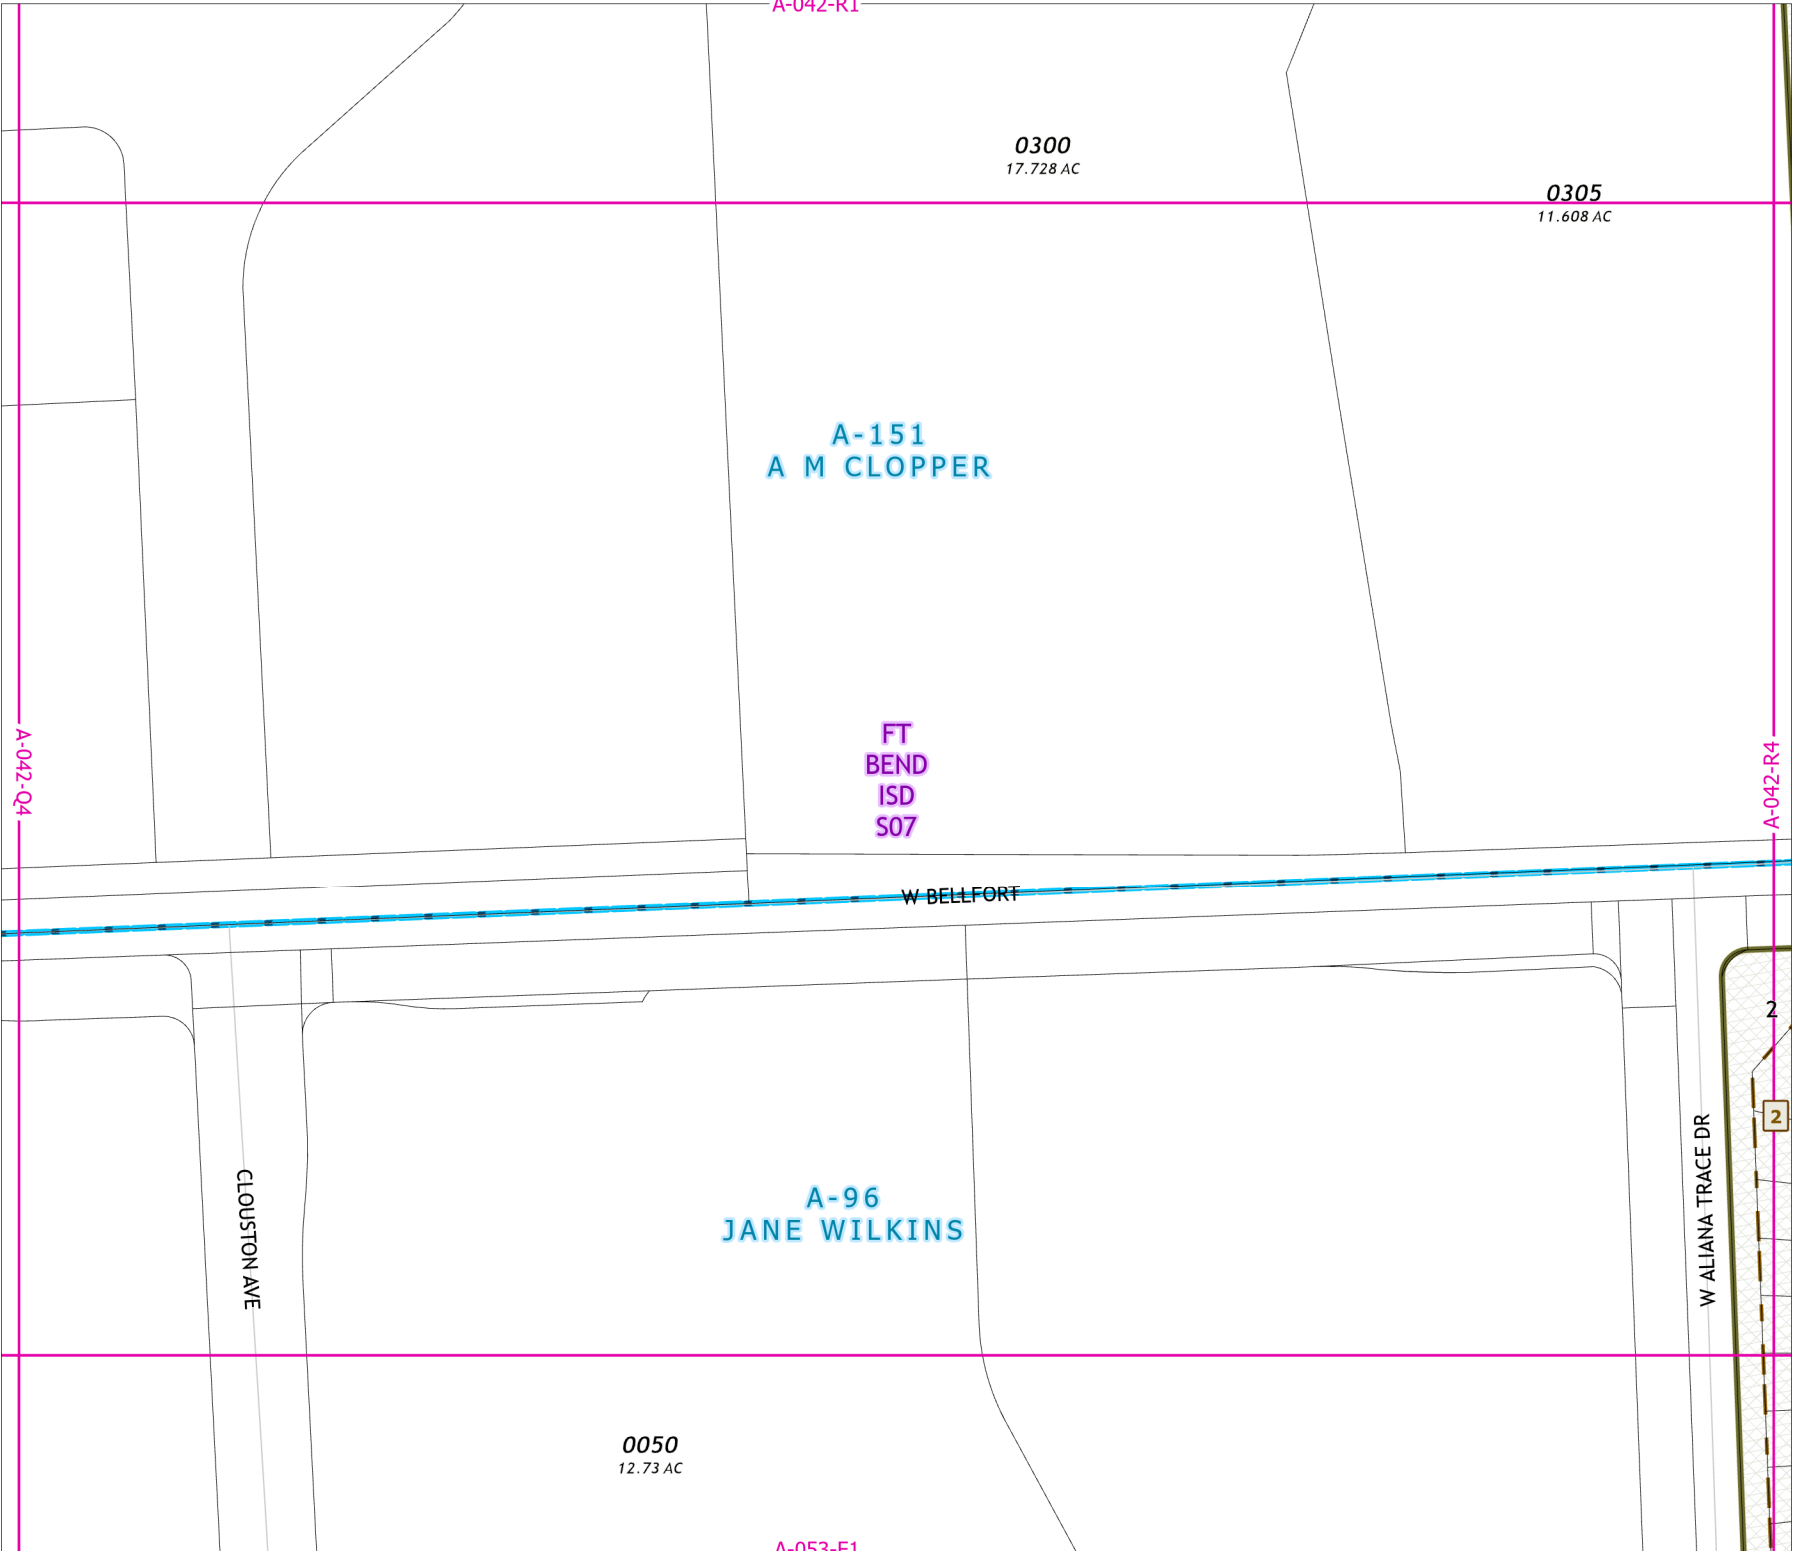 A-042-R1
0300
17.728 AC
0305
11.608 AC
A-151
A M CLOPPER
FT
BEND
ISD
S07
A-042-Q4
A-042-R4
W BELLFORT
2
2
CLOUSTON AVE
A-96
JANE WILKINS
W ALIANA TRACE DR
0050
12.73 AC
A-053-F1